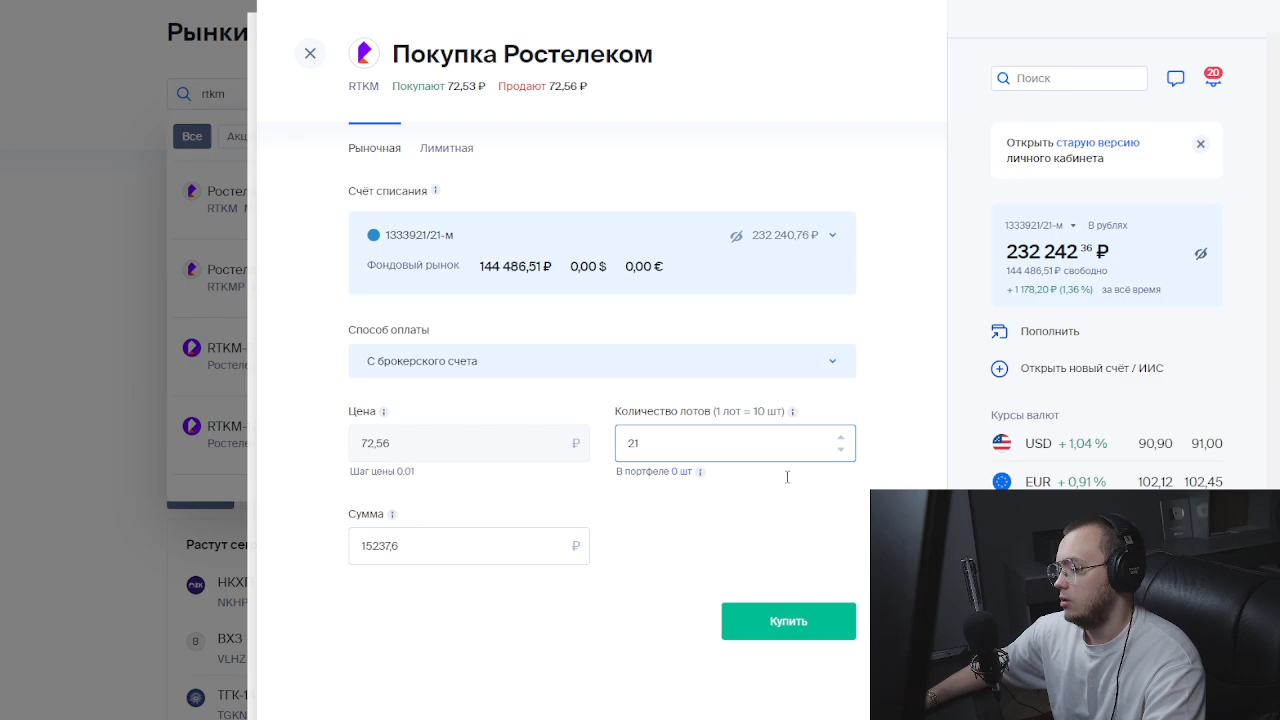 Рынки
rtkm
Все
Акц
Ростел
RTKM
Ростел
RTKMP
RTKM-
Ростеле
RTKM-
Ростеле
Растут сег
НКХР
NKHP
В
ВХЗ
VLHZ
ТГК-1
TGKN
Покупка Ростелеком
RTKM Покупают 72,53 ₽ Продают 72,56 ₽
Рыночная Лимитная
Счёт списания
1333921/21-м 232 240,76 ₽
Фондовый рынок 144 486,51 ₽ 0,00 $ 0,00 €
Способ оплаты
С брокерского счета
Цена Количество лотов (1 лот = 10 шт)
72,56 ₽ 21
Шаг цены 0.01 В портфеле 0 шт
Сумма
15237,6 ₽
Купить
Поиск
20
Открыть старую версию
личного кабинета
1333921/21-м В рублях
232 242 36 ₽
144 486,51 ₽ свободно
+ 1 178,20 ₽ (1,36 %) за всё время
Пополнить
Открыть новый счёт / ИИС
Курсы валют
USD + 1,04 % 90,90 91,00
EUR + 0,91 % 102,12 102,45